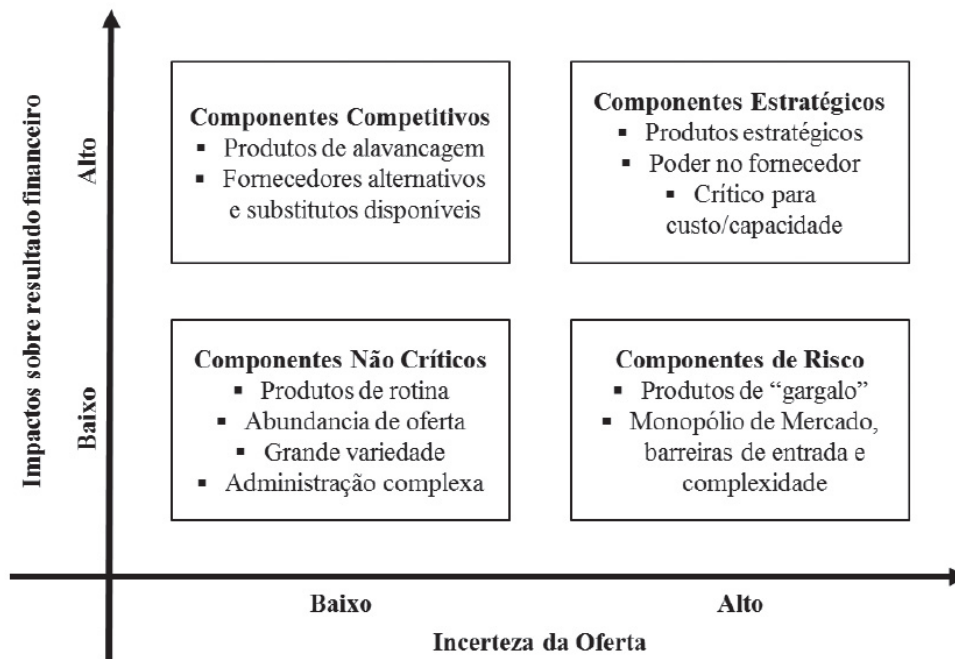 Impactos sobre resultado financeiro
Alto
Baixo
Componentes Competitivos
▪ Produtos de alavancagem
▪ Fornecedores alternativos
e substitutos disponíveis
Componentes Estratégicos
▪ Produtos estratégicos
▪ Poder no fornecedor
▪ Crítico para
custo/capacidade
Componentes Não Críticos
▪ Produtos de rotina
▪ Abundancia de oferta
▪ Grande variedade
▪ Administração complexa
Componentes de Risco
▪ Produtos de “gargalo”
▪ Monopólio de Mercado,
barreiras de entrada e
complexidade
Baixo
Alto
Incerteza da Oferta